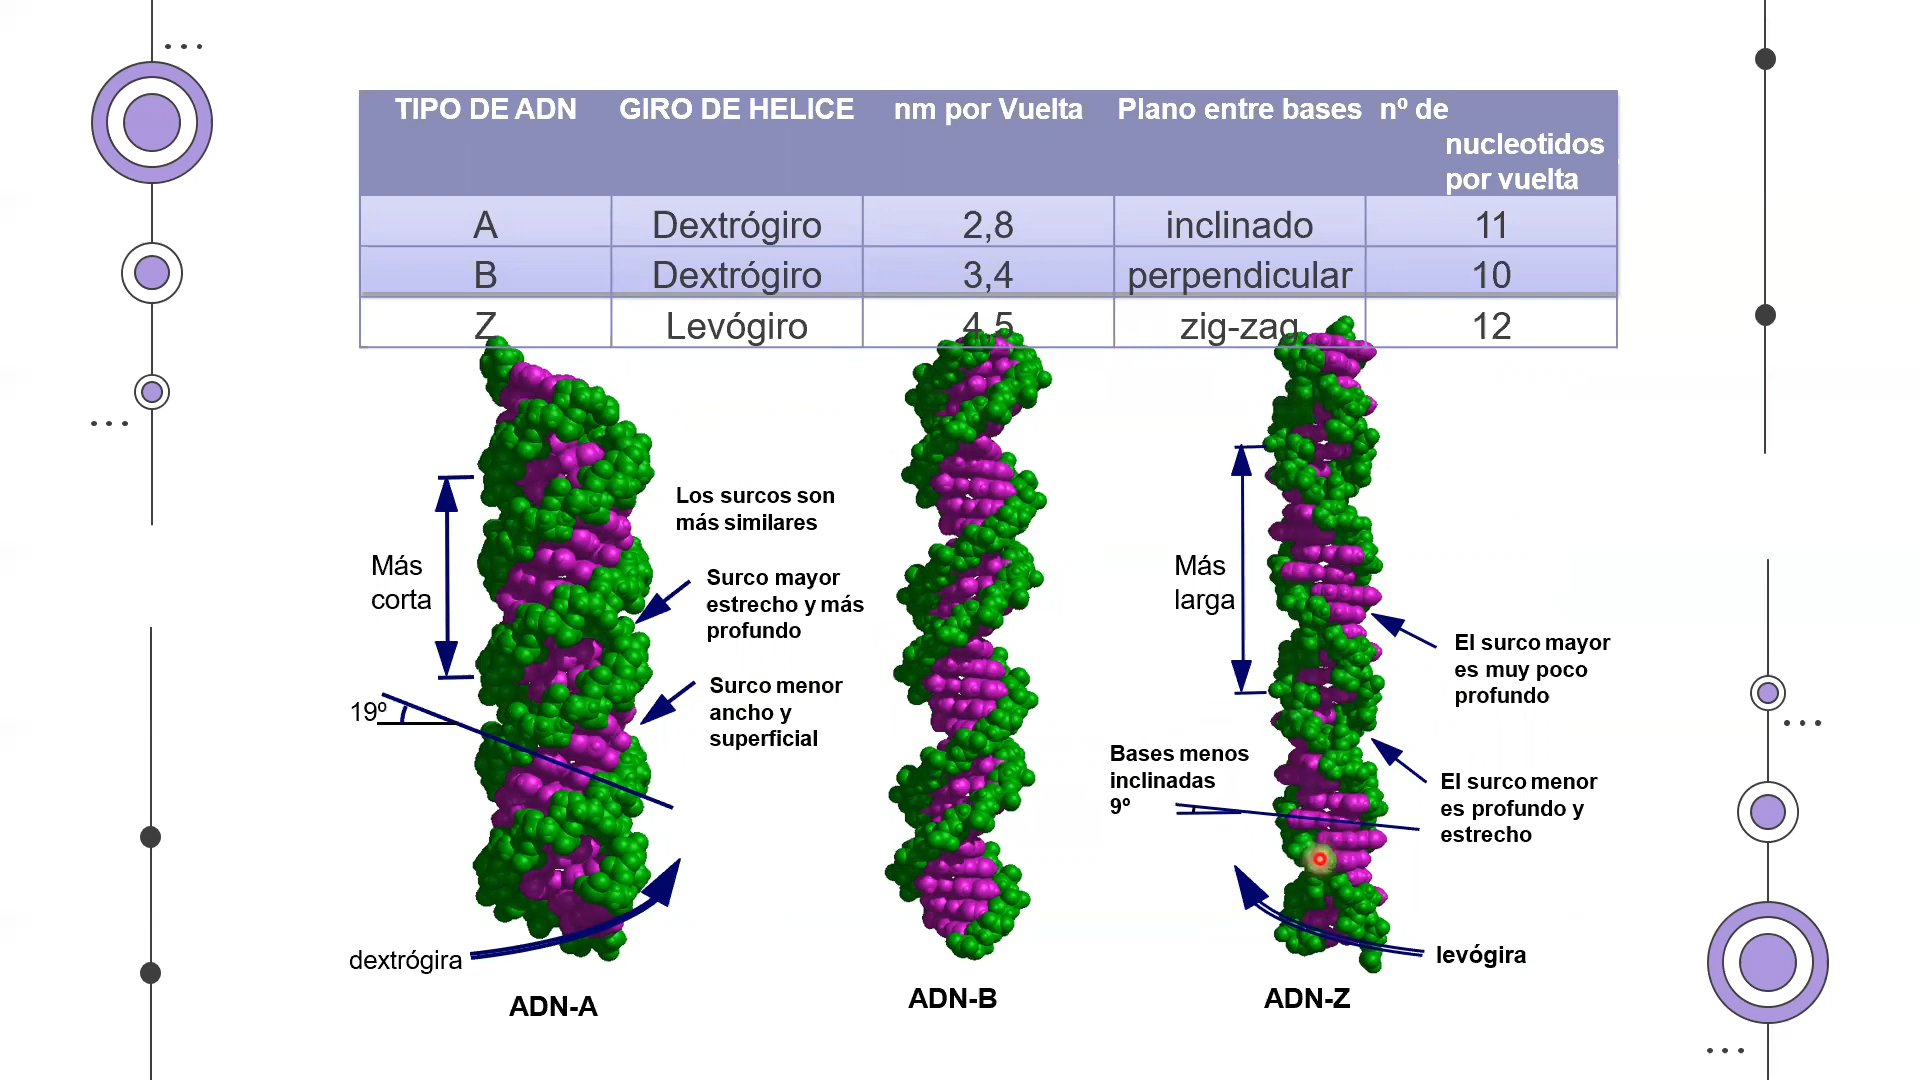 TIPO DE ADN GIRO DE HELICE nm por Vuelta Plano entre bases nº de
nucleotidos
por vuelta
A Dextrógiro 2,8 inclinado 11
B Dextrógiro 3,4 perpendicular 10
Z Levógiro 4,5 zig-zag 12
Los surcos son
más similares
Más
corta
Surco mayor
estrecho y más
profundo
Surco menor
ancho y
superficial
19º
dextrógira
ADN-A
ADN-B
Más
larga
El surco mayor
es muy poco
profundo
Bases menos
inclinadas
9º
El surco menor
es profundo y
estrecho
levógira
ADN-Z